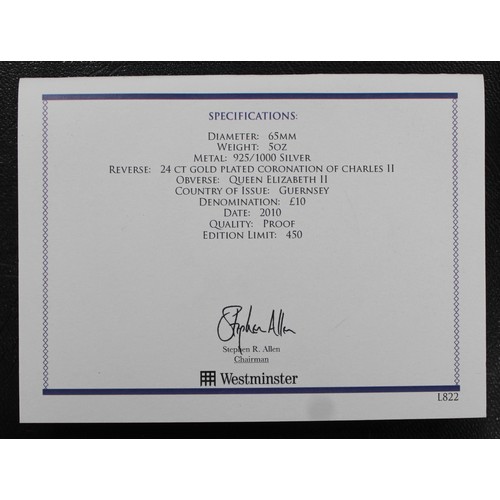 SPECIFICATIONS:
DIAMETER: 65MM
WEIGHT: 5OZ
METAL: 925/1000 SILVER
REVERSE: 24 CT GOLD PLATED CORONATION OF CHARLES II
OBVERSE: QUEEN ELIZABETH II
COUNTRY OF ISSUE: GUERNSEY
DENOMINATION: £10
DATE: 2010
QUALITY: PROOF
EDITION LIMIT: 450
Stephen Allen
Stephen R. Allen
Chairman
Westminster
L822